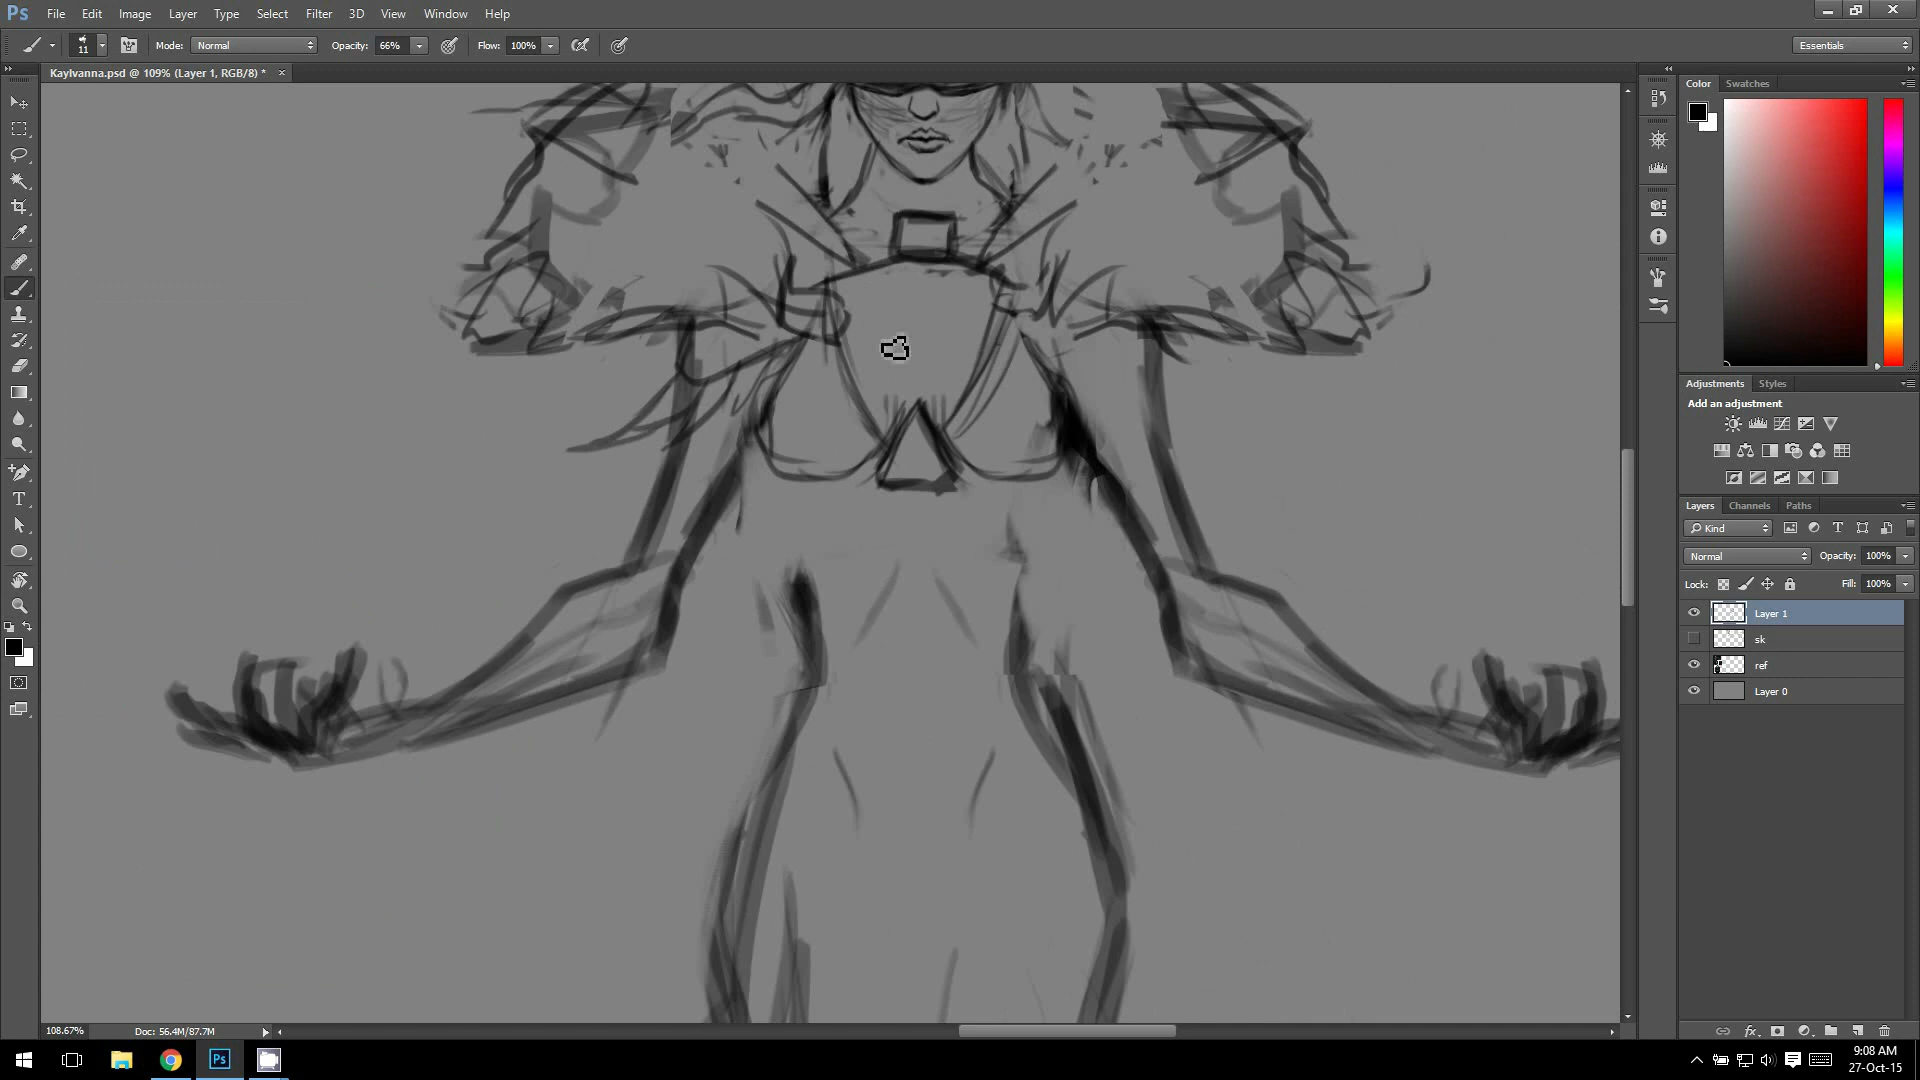 Ps File Edit Image Layer Type Select Filter 3D View Window Help
11 Mode: Normal Opacity: 66% Flow: 100% Essentials
KayIvanna.psd @ 109% (Layer 1, RGB/8) *
Color Swatches
Adjustments Styles
Add an adjustment
Layers Channels Paths
Kind
Normal Opacity: 100%
Lock: Fill: 100%
Layer 1
sk
ref
Layer 0
108.67% Doc: 56.4M/87.7M
Ps
9:08 AM
27-Oct-15